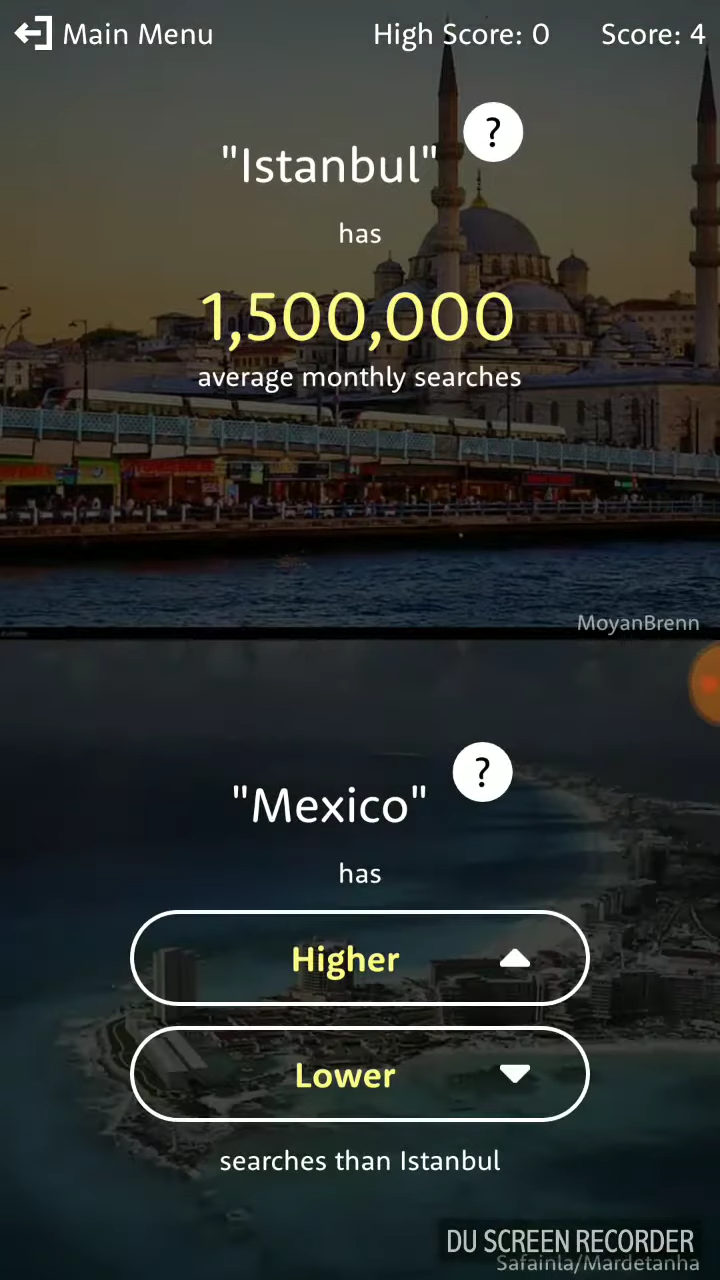 Main Menu High Score: 0 Score: 4
?
"Istanbul"
has
1,500,000
average monthly searches
MoyanBrenn
?
"Mexico"
has
Higher
Lower
searches than Istanbul
DU SCREEN RECORDER
Safainla/Mardetanha